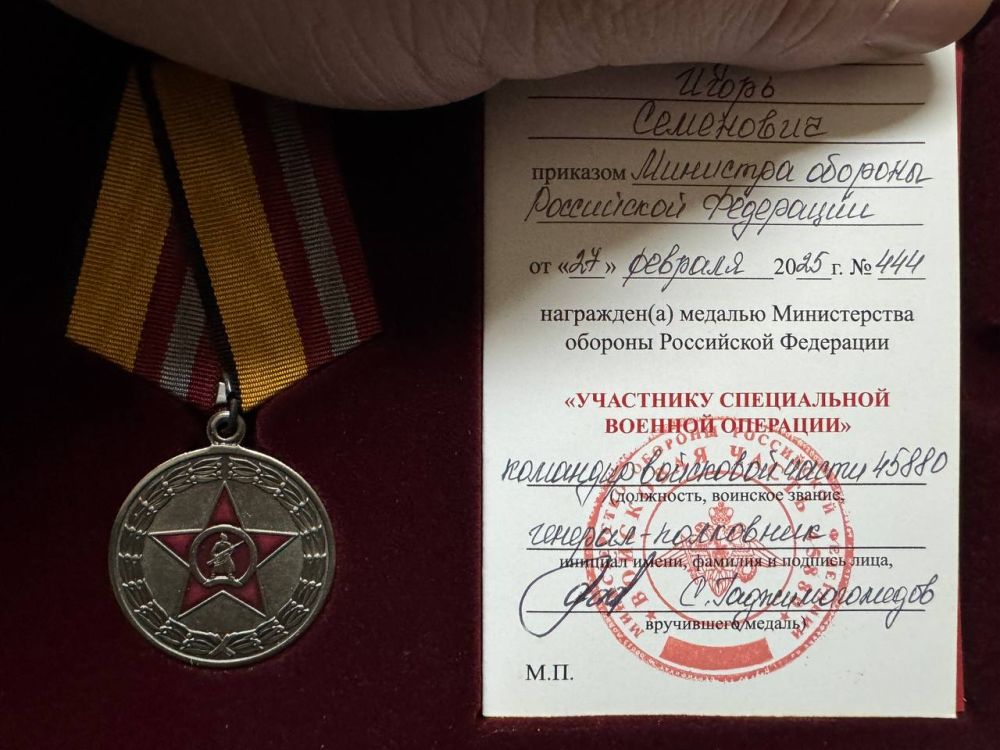 Игорь
Семенович
приказом Министра обороны
Российской Федерации
от «27» февраля 2025 г. № 444
награжден(а) медалью Министерства
обороны Российской Федерации
«УЧАСТНИКУ СПЕЦИАЛЬНОЙ
ВОЕННОЙ ОПЕРАЦИИ»
командир войсковой части 45880
(должность, воинское звание,
генерал-полковник
инициал имени, фамилия и подпись лица,
С. Гаджимагомедов
вручившего медаль)
М.П.
ВОЙСКОВАЯ ЧАСТЬ